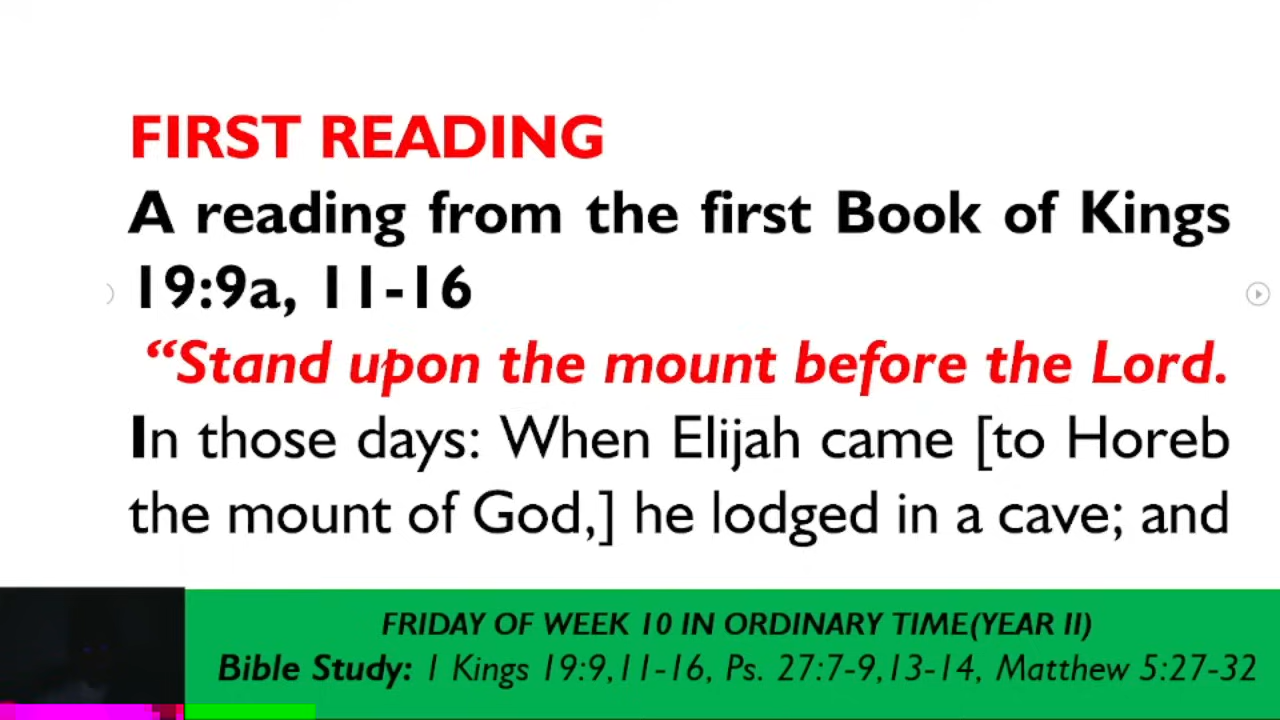 FIRST READING
A reading from the first Book of Kings
19:9a, 11-16
“Stand upon the mount before the Lord.
In those days: When Elijah came [to Horeb
the mount of God,] he lodged in a cave; and
FRIDAY OF WEEK 10 IN ORDINARY TIME(YEAR II)
Bible Study: 1 Kings 19:9,11-16, Ps. 27:7-9,13-14, Matthew 5:27-32